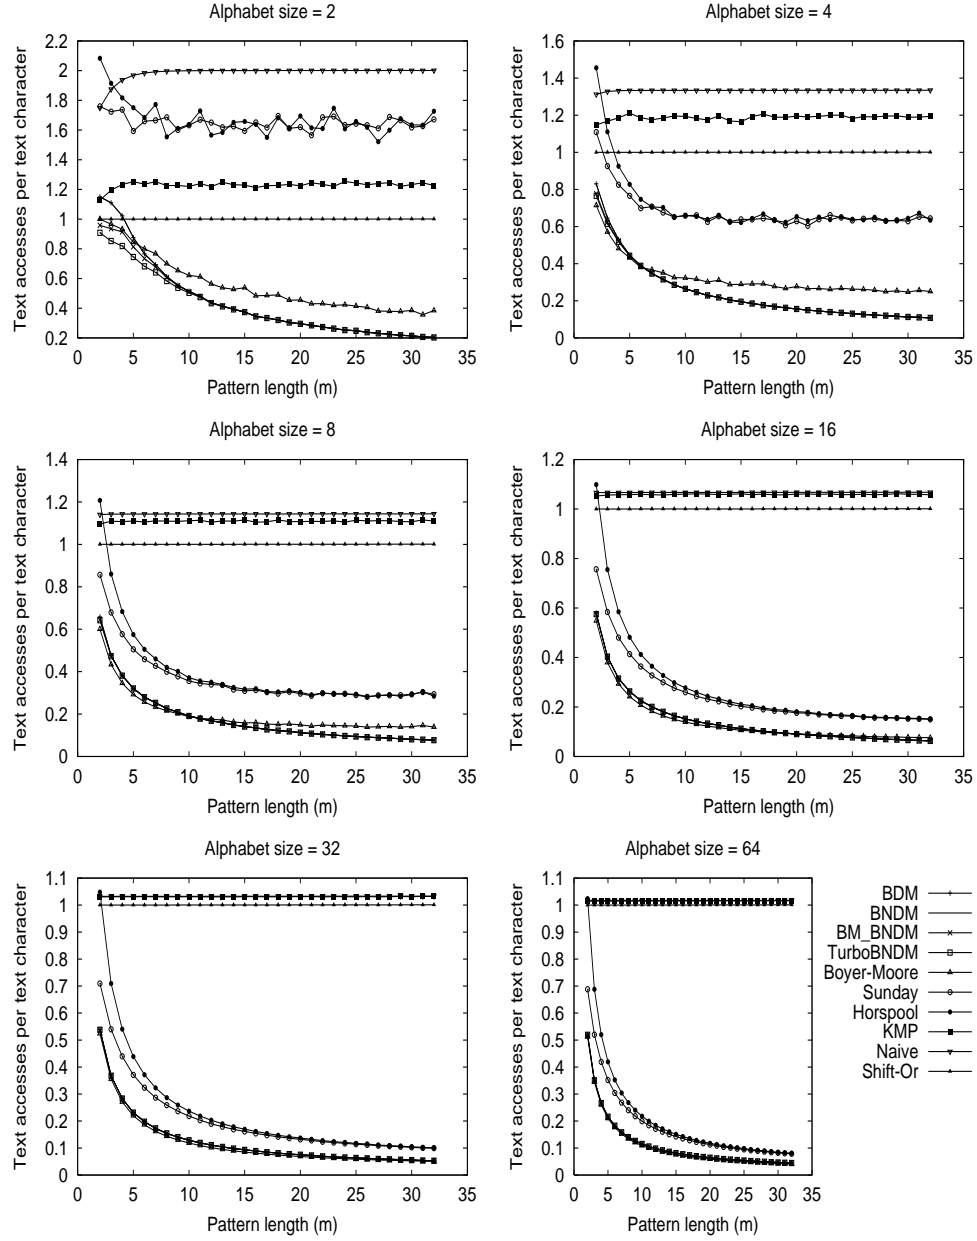 Alphabet size = 2
Text accesses per text character
2.2
2
1.8
1.6
1.4
1.2
1
0.8
0.6
0.4
0.2
0 5 10 15 20 25 30 35
Pattern length (m)
Alphabet size = 4
Text accesses per text character
1.6
1.4
1.2
1
0.8
0.6
0.4
0.2
0
0 5 10 15 20 25 30 35
Pattern length (m)
Alphabet size = 8
Text accesses per text character
1.4
1.2
1
0.8
0.6
0.4
0.2
0
0 5 10 15 20 25 30 35
Pattern length (m)
Alphabet size = 16
Text accesses per text character
1.2
1
0.8
0.6
0.4
0.2
0
0 5 10 15 20 25 30 35
Pattern length (m)
Alphabet size = 32
Text accesses per text character
1.1
1
0.9
0.8
0.7
0.6
0.5
0.4
0.3
0.2
0.1
0
0 5 10 15 20 25 30 35
Pattern length (m)
Alphabet size = 64
Text accesses per text character
1.1
1
0.9
0.8
0.7
0.6
0.5
0.4
0.3
0.2
0.1
0
0 5 10 15 20 25 30 35
Pattern length (m)
BDM
BNDM
BM_BNDM
TurboBNDM
Boyer-Moore
Sunday
Horspool
KMP
Naive
Shift-Or